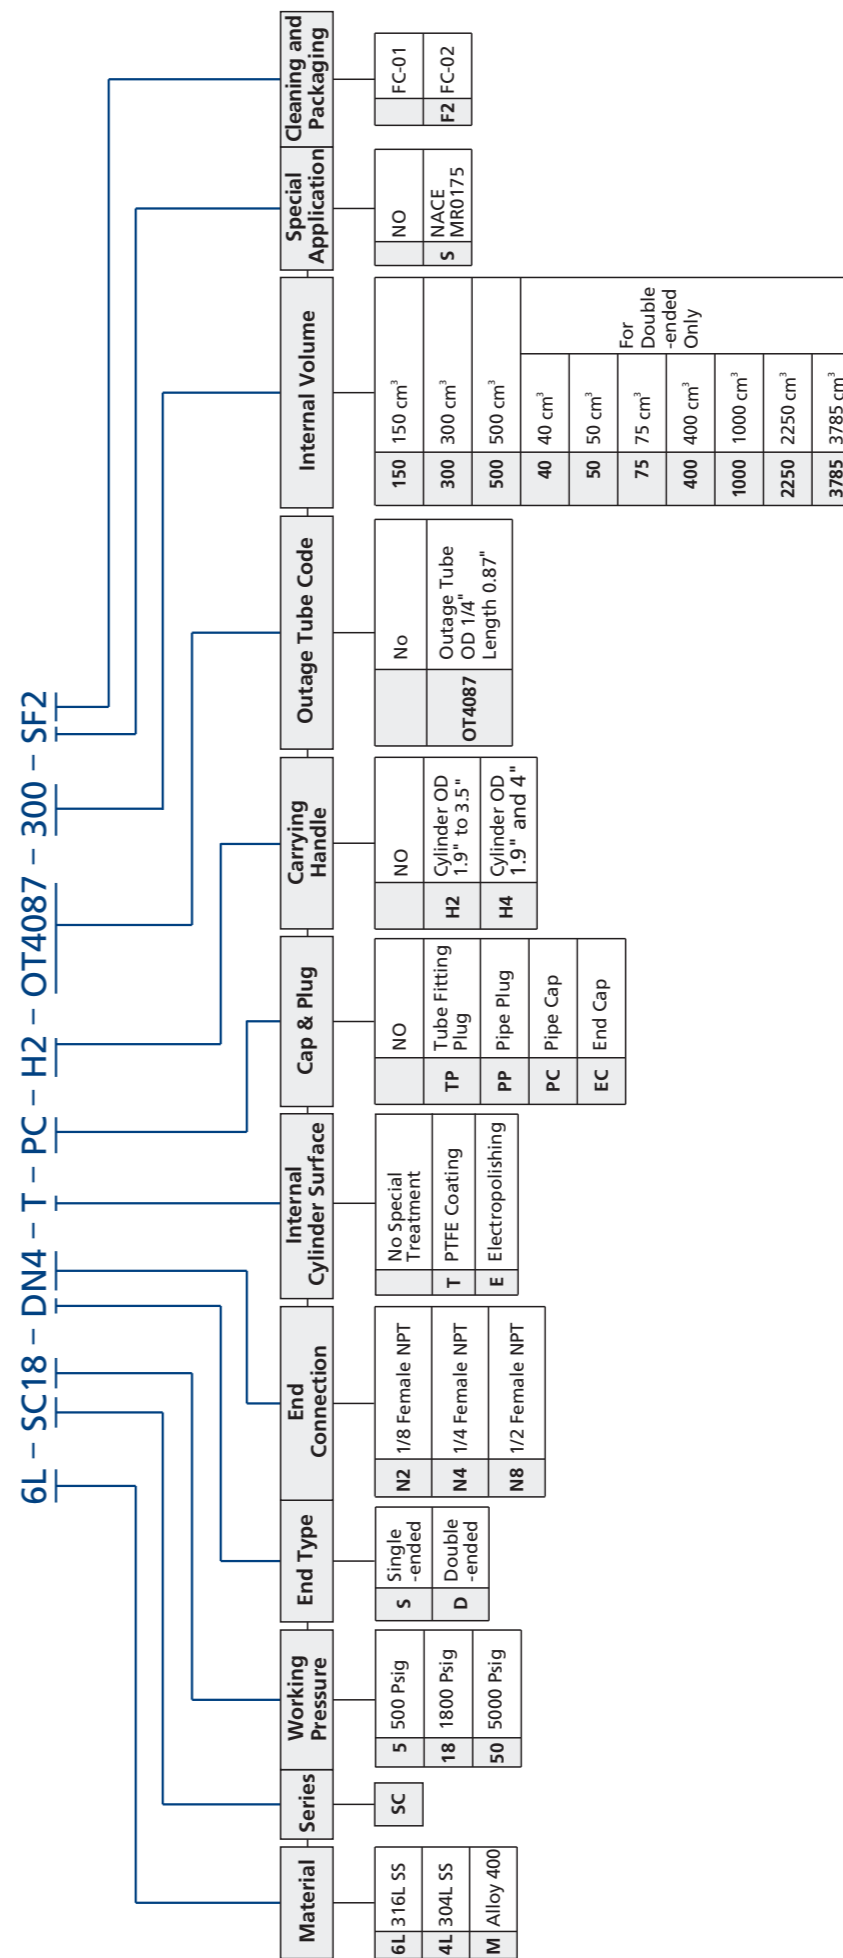 6L – SC18 – DN4 – T – PC – H2 – OT4087 – 300 – SF2
Material
6L 316L SS
4L 304L SS
M Alloy 400
Series
SC
Working
Pressure
5 500 Psig
18 1800 Psig
50 5000 Psig
End Type
S Single
-ended
D Double
-ended
End
Connection
N2 1/8 Female NPT
N4 1/4 Female NPT
N8 1/2 Female NPT
Internal
Cylinder Surface
No Special
Treatment
T PTFE Coating
E Electropolishing
Cap & Plug
NO
TP Tube Fitting
Plug
PP Pipe Plug
PC Pipe Cap
EC End Cap
Carrying
Handle
NO
H2 Cylinder OD
1.9" to 3.5"
H4 Cylinder OD
1.9" and 4"
Outage Tube Code
No
OT4087 Outage Tube
OD 1/4"
Length 0.87"
Internal Volume
150 150 cm³
300 300 cm³
500 500 cm³
40 40 cm³
50 50 cm³
75 75 cm³
400 400 cm³
1000 1000 cm³
2250 2250 cm³
3785 3785 cm³
For
Double
-ended
Only
Special
Application
NO
S NACE
MR0175
Cleaning and
Packaging
FC-01
F2 FC-02